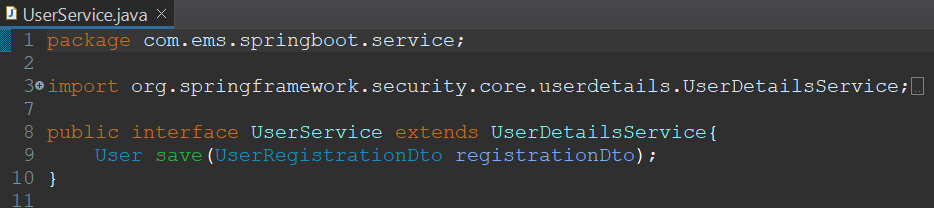 UserService.java
1 package com.ems.springboot.service;
2
3 import org.springframework.security.core.userdetails.UserDetailsService;
7
8 public interface UserService extends UserDetailsService{
9     User save(UserRegistrationDto registrationDto);
10 }
11